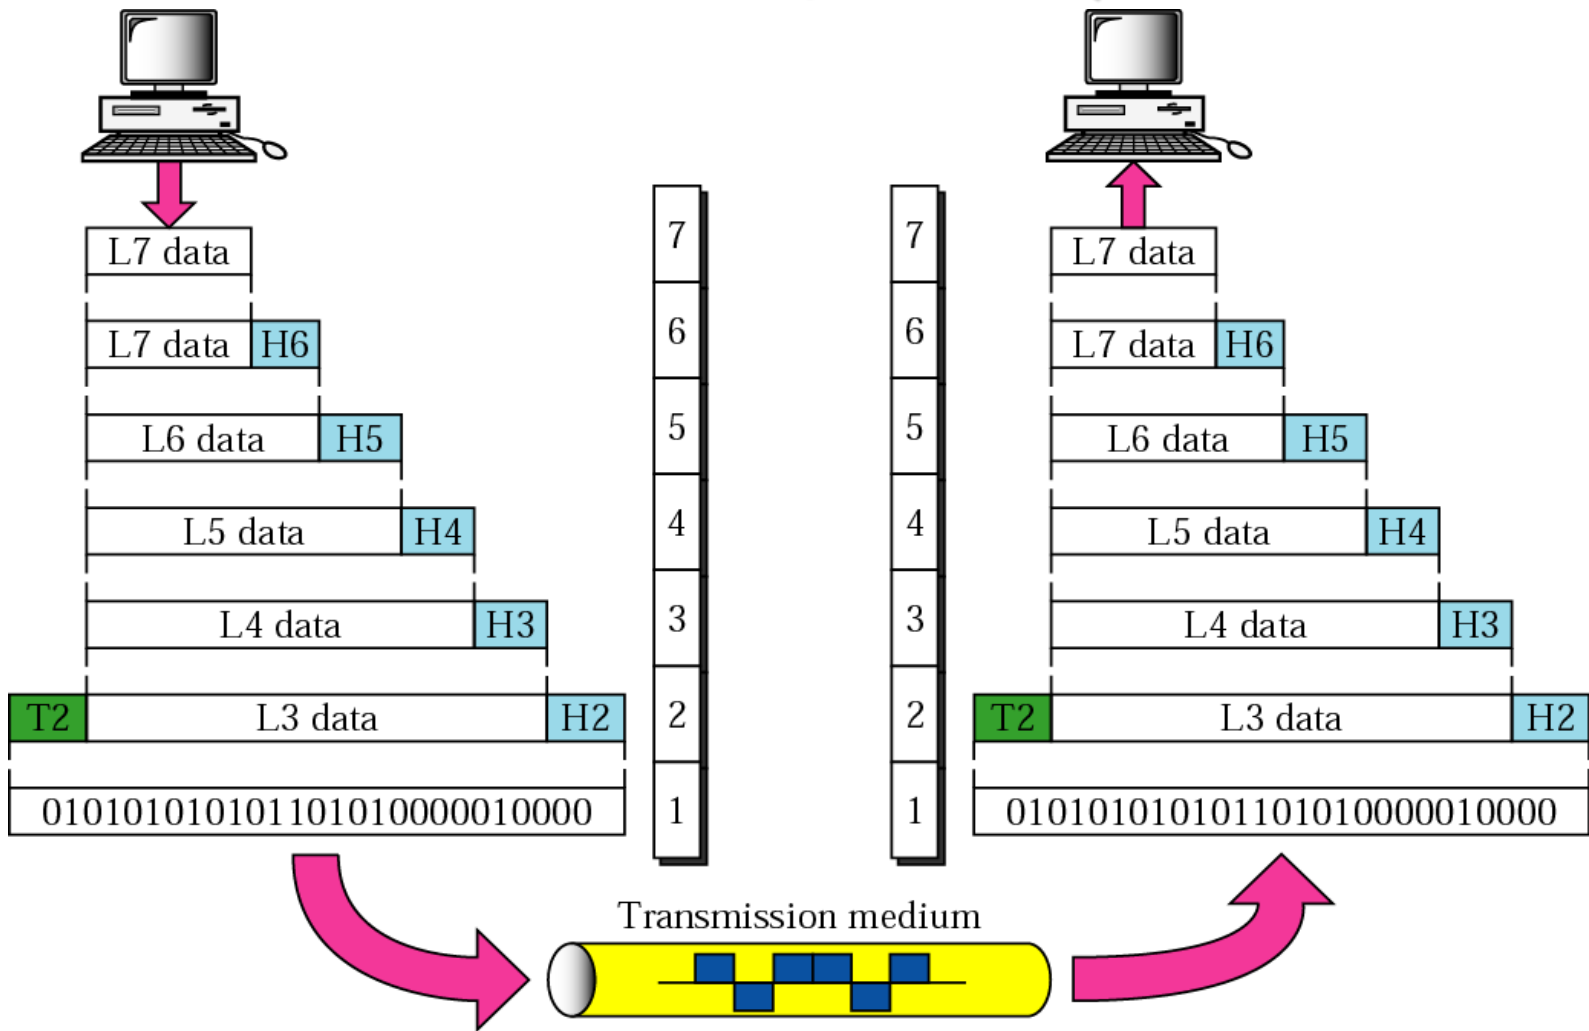 L7 data
L7 data H6
L6 data H5
L5 data H4
L4 data H3
T2 L3 data H2
0101010101011010100000010000
7
6
5
4
3
2
1
7
6
5
4
3
2
1
L7 data
L7 data H6
L6 data H5
L5 data H4
L4 data H3
T2 L3 data H2
0101010101011010100000010000
Transmission medium